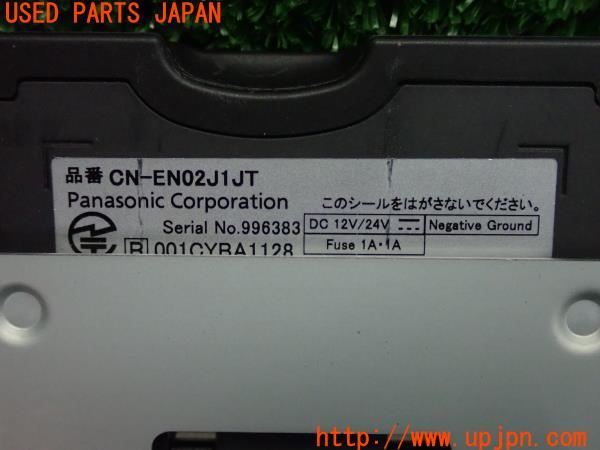 USED PARTS JAPAN
品番 CN-EN02J1JT
Panasonic Corporation
このシールをはがさないでください。
Serial No.996383
DC 12V/24V
Negative Ground
R 001CYBA1128
Fuse 1A・1A
http://www.upjpn.com/